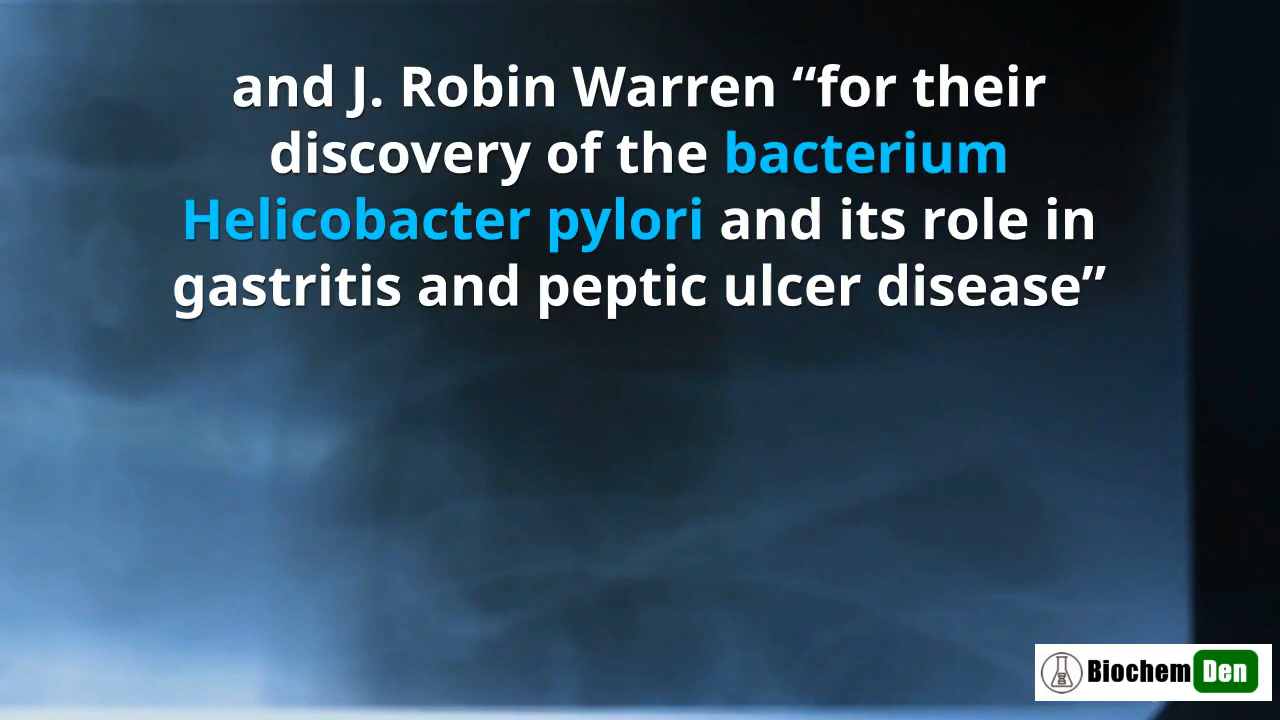 and J. Robin Warren “for their
discovery of the bacterium
Helicobacter pylori and its role in
gastritis and peptic ulcer disease”
Biochem Den